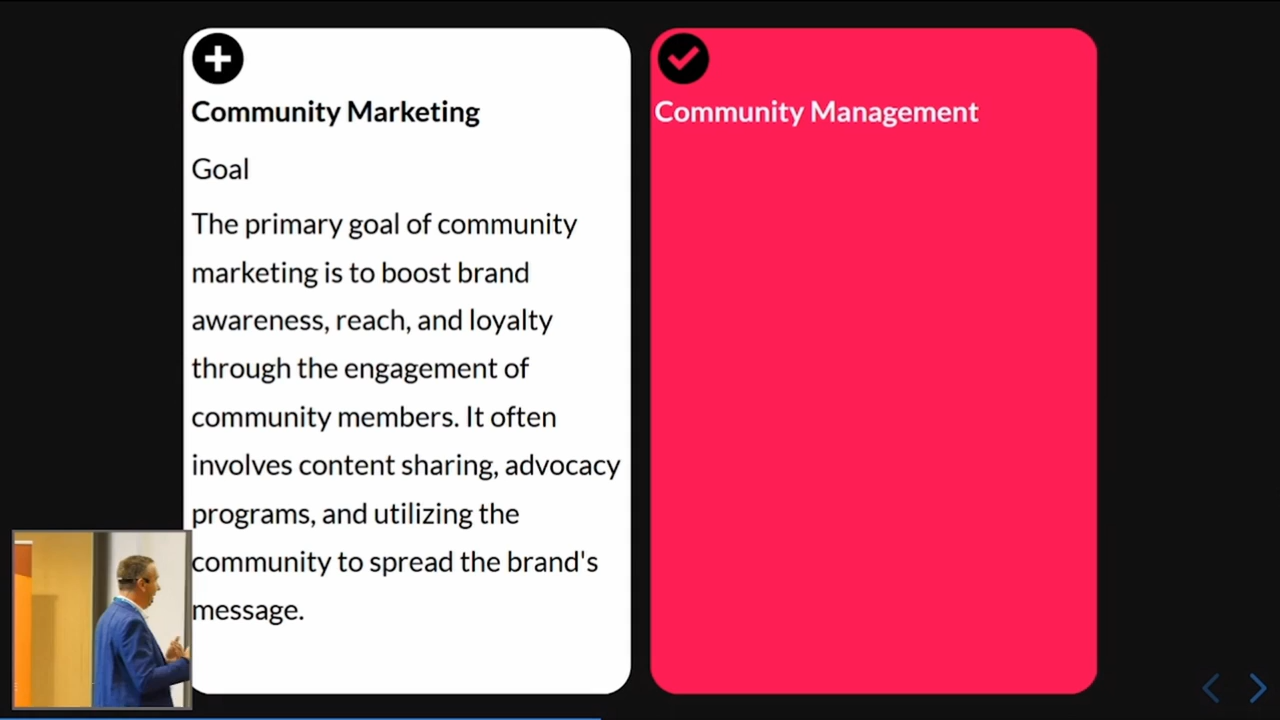 Community Marketing
Goal
The primary goal of community
marketing is to boost brand
awareness, reach, and loyalty
through the engagement of
community members. It often
involves content sharing, advocacy
programs, and utilizing the
community to spread the brand's
message.
Community Management